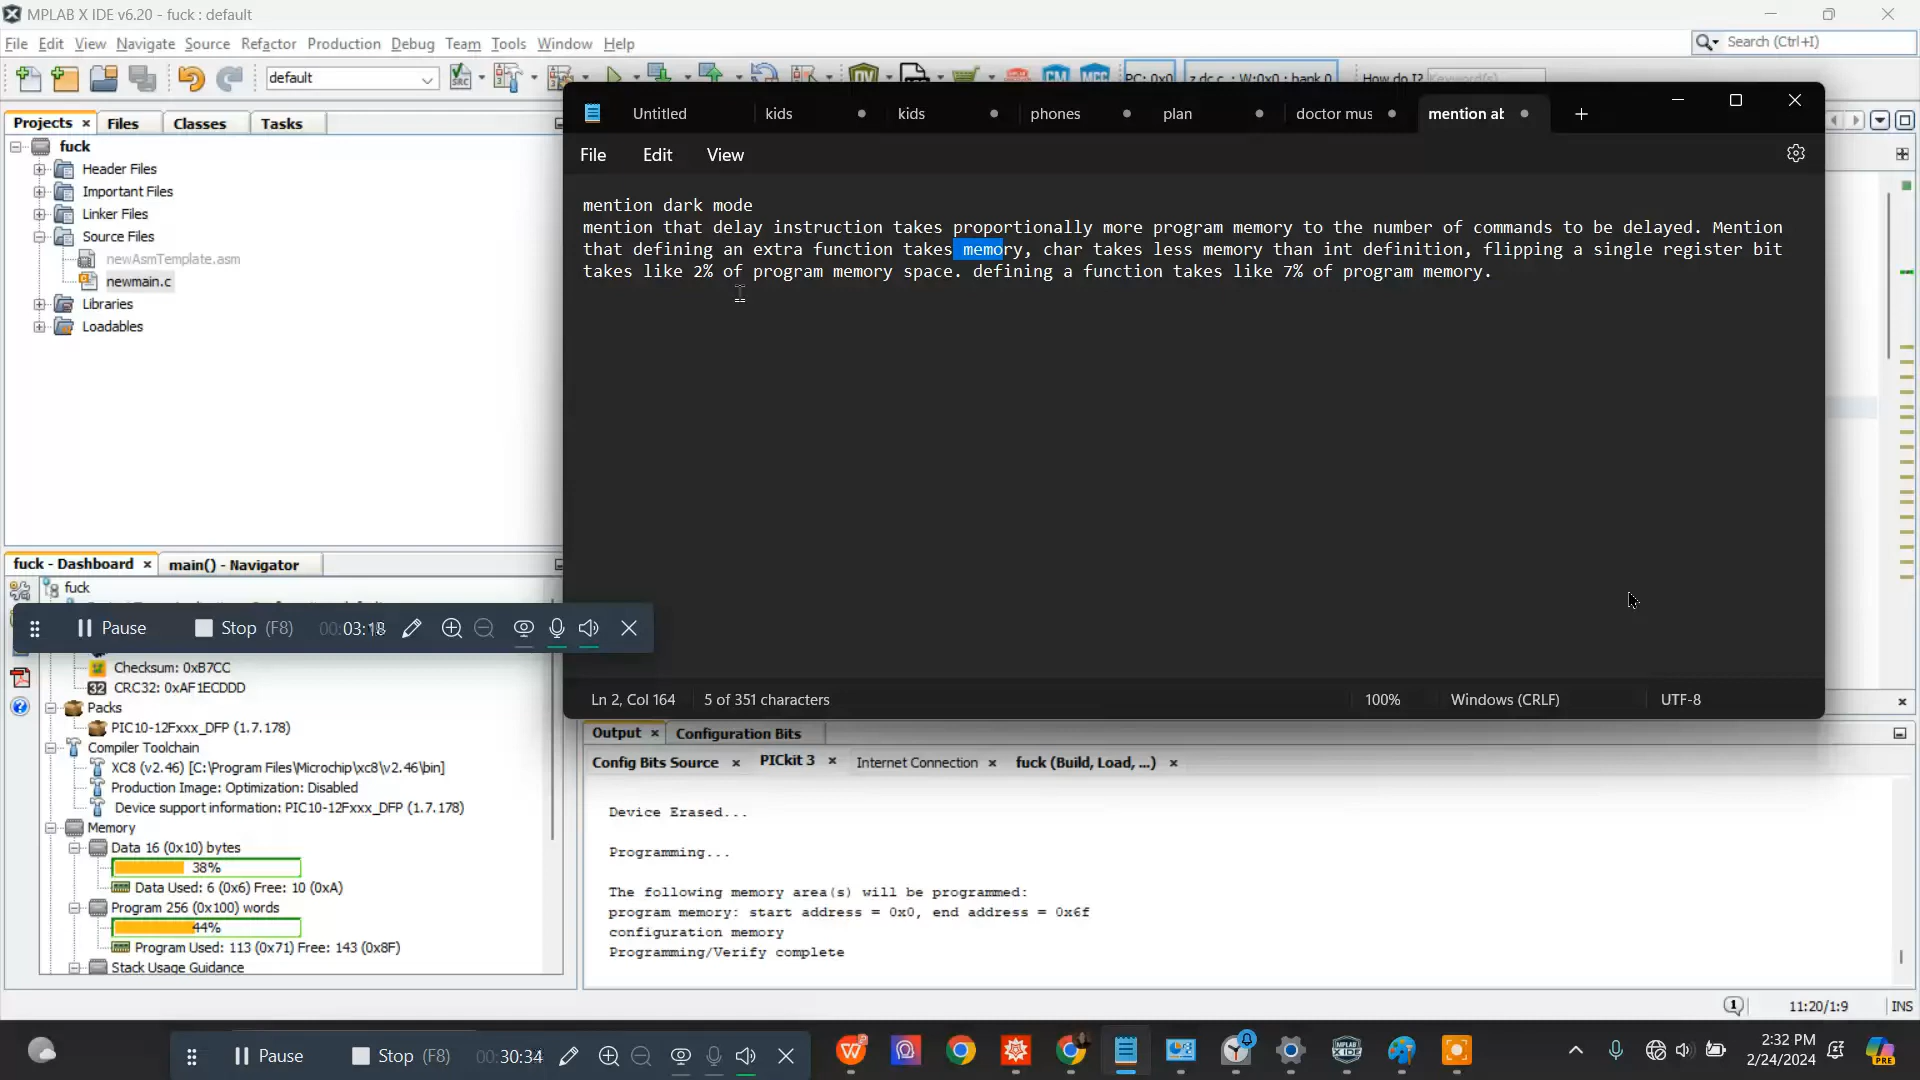 MPLAB X IDE v6.20 - fuck : default
File Edit View Navigate Source Refactor Production Debug Team Tools Window Help
Search (Ctrl+I)
default
PC: 0x0
z dc c : W:0x0 : bank 0
How do I? Keyword(s)
Projects Files Classes Tasks
fuck
Header Files
Important Files
Linker Files
Source Files
newAsmTemplate.asm
newmain.c
Libraries
Loadables
Untitled kids kids phones plan doctor mus mention at
File Edit View
mention dark mode
mention that delay instruction takes proportionally more program memory to the number of commands to be delayed. Mention
that defining an extra function takes memory, char takes less memory than int definition, flipping a single register bit
takes like 2% of program memory space. defining a function takes like 7% of program memory.
Ln 2, Col 164 5 of 351 characters 100% Windows (CRLF) UTF-8
fuck - Dashboard main() - Navigator
fuck
Pause Stop (F8) 00:03:18
Checksum: 0xB7CC
CRC32: 0xAF1ECDDD
Packs
PIC10-12Fxxx_DFP (1.7.178)
Compiler Toolchain
XC8 (v2.46) [C:\Program Files\Microchip\xc8\v2.46\bin]
Production Image: Optimization: Disabled
Device support information: PIC10-12Fxxx_DFP (1.7.178)
Memory
Data 16 (0x10) bytes
38%
Data Used: 6 (0x6) Free: 10 (0xA)
Program 256 (0x100) words
44%
Program Used: 113 (0x71) Free: 143 (0x8F)
Stack Usage Guidance
Output Configuration Bits
Config Bits Source PICkit 3 Internet Connection fuck (Build, Load, ...)
Device Erased...
Programming...
The following memory area(s) will be programmed:
program memory: start address = 0x0, end address = 0x6f
configuration memory
Programming/Verify complete
11:20/1:9 INS
Pause Stop (F8) 00:30:34
2:32 PM
2/24/2024